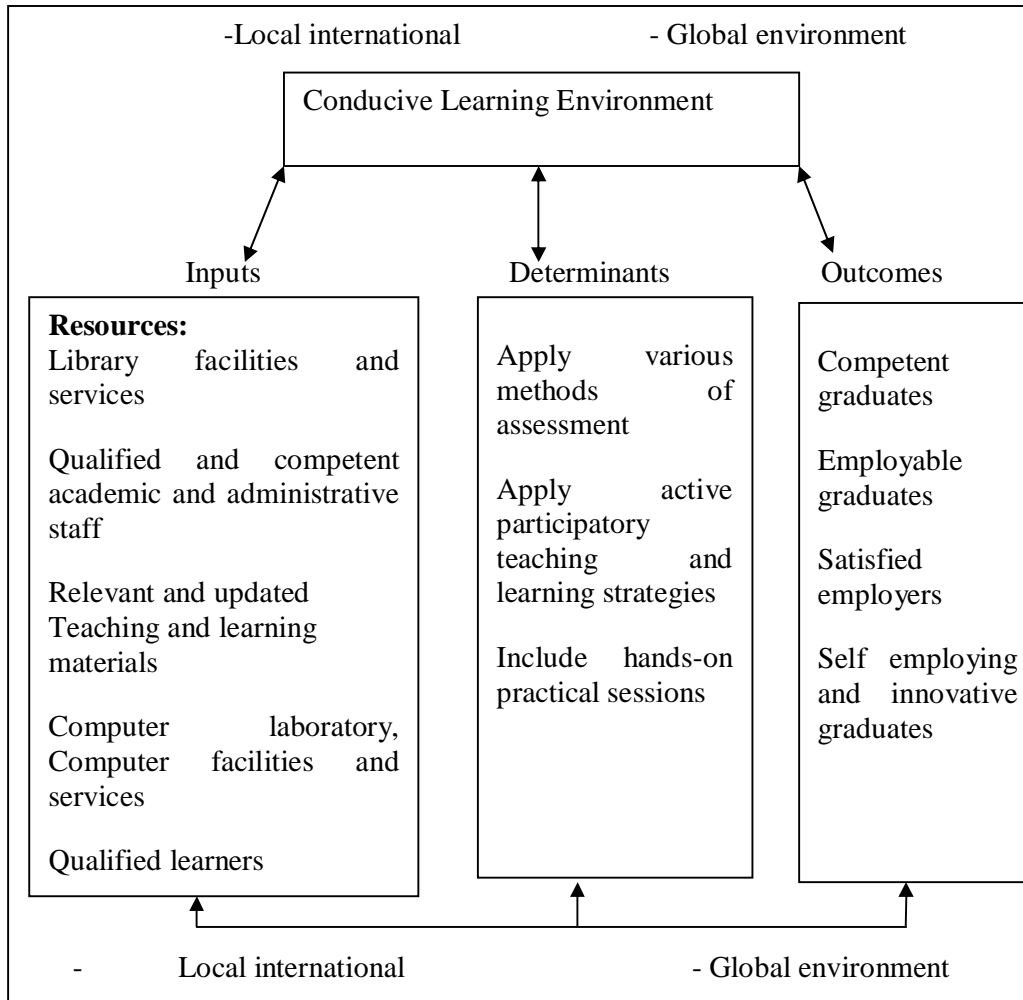 -Local international - Global environment
Conducive Learning Environment
Inputs Determinants Outcomes
Resources:
Library facilities and
services
Qualified and competent
academic and administrative
staff
Relevant and updated
Teaching and learning
materials
Computer laboratory,
Computer facilities and
services
Qualified learners
Apply various
methods of
assessment
Apply active
participatory
teaching and
learning strategies
Include hands-on
practical sessions
Competent
graduates
Employable
graduates
Satisfied
employers
Self employing
and innovative
graduates
- Local international - Global environment